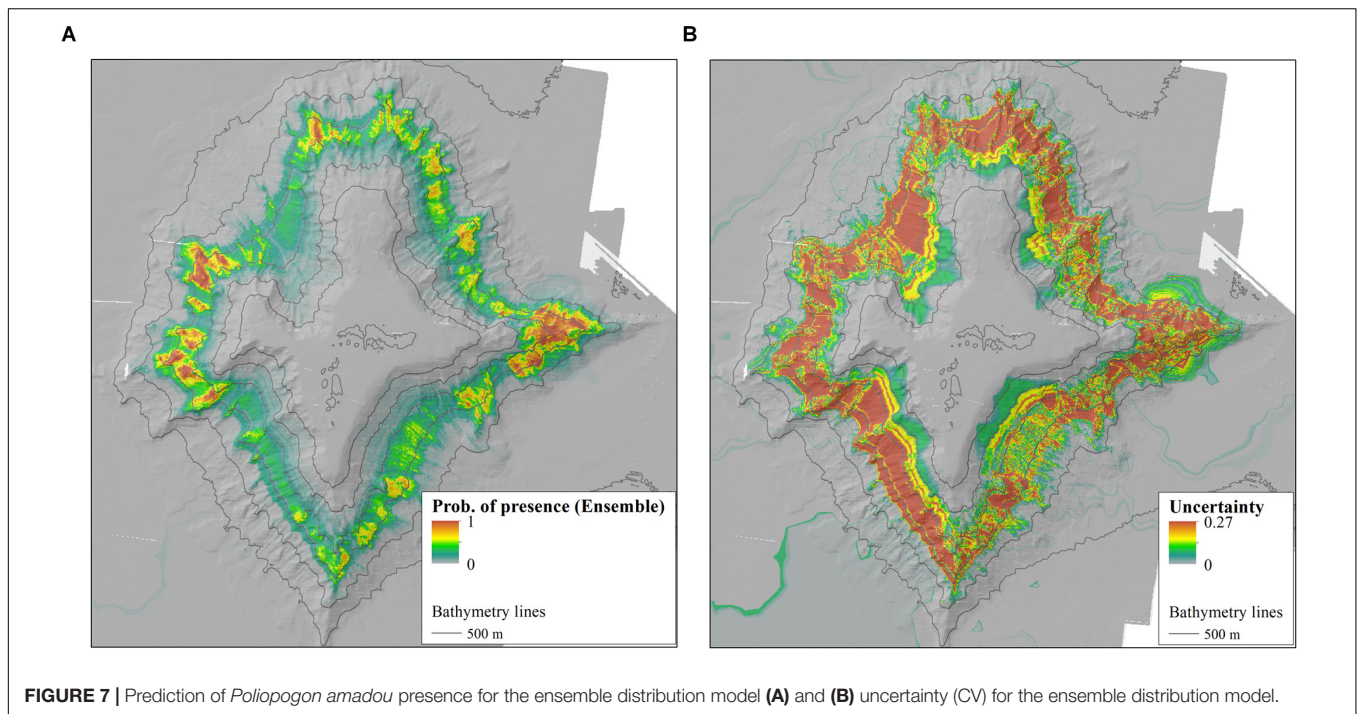 A
B
Prob. of presence (Ensemble)
1
0
Bathymetry lines
500 m
Uncertainty
0.27
0
Bathymetry lines
500 m
FIGURE 7 | Prediction of Poliopogon amadou presence for the ensemble distribution model (A) and (B) uncertainty (CV) for the ensemble distribution model.